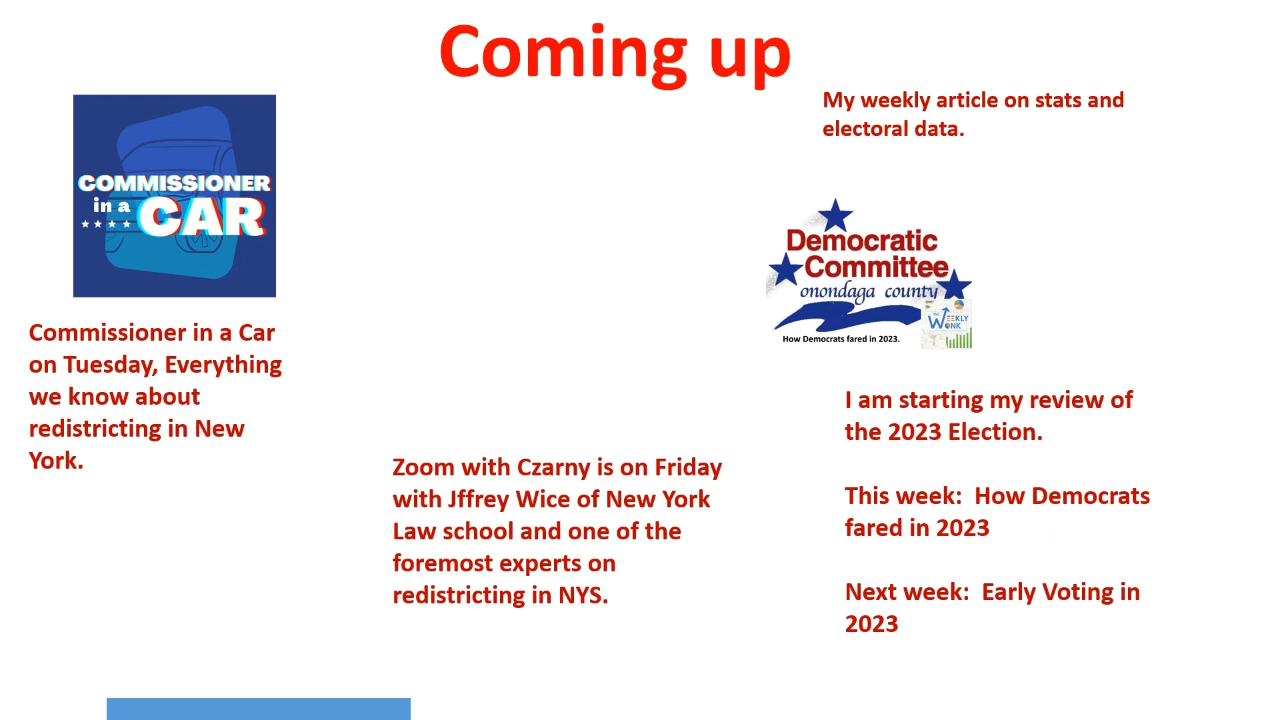 Coming up
COMMISSIONER
in a
CAR
Commissioner in a Car
on Tuesday, Everything
we know about
redistricting in New
York.
Zoom with Czarny is on Friday
with Jffrey Wice of New York
Law school and one of the
foremost experts on
redistricting in NYS.
My weekly article on stats and
electoral data.
Democratic
Committee
onondaga county
THE
WEEKLY
WONK
How Democrats fared in 2023.
I am starting my review of
the 2023 Election.
This week:  How Democrats
fared in 2023
Next week:  Early Voting in
2023